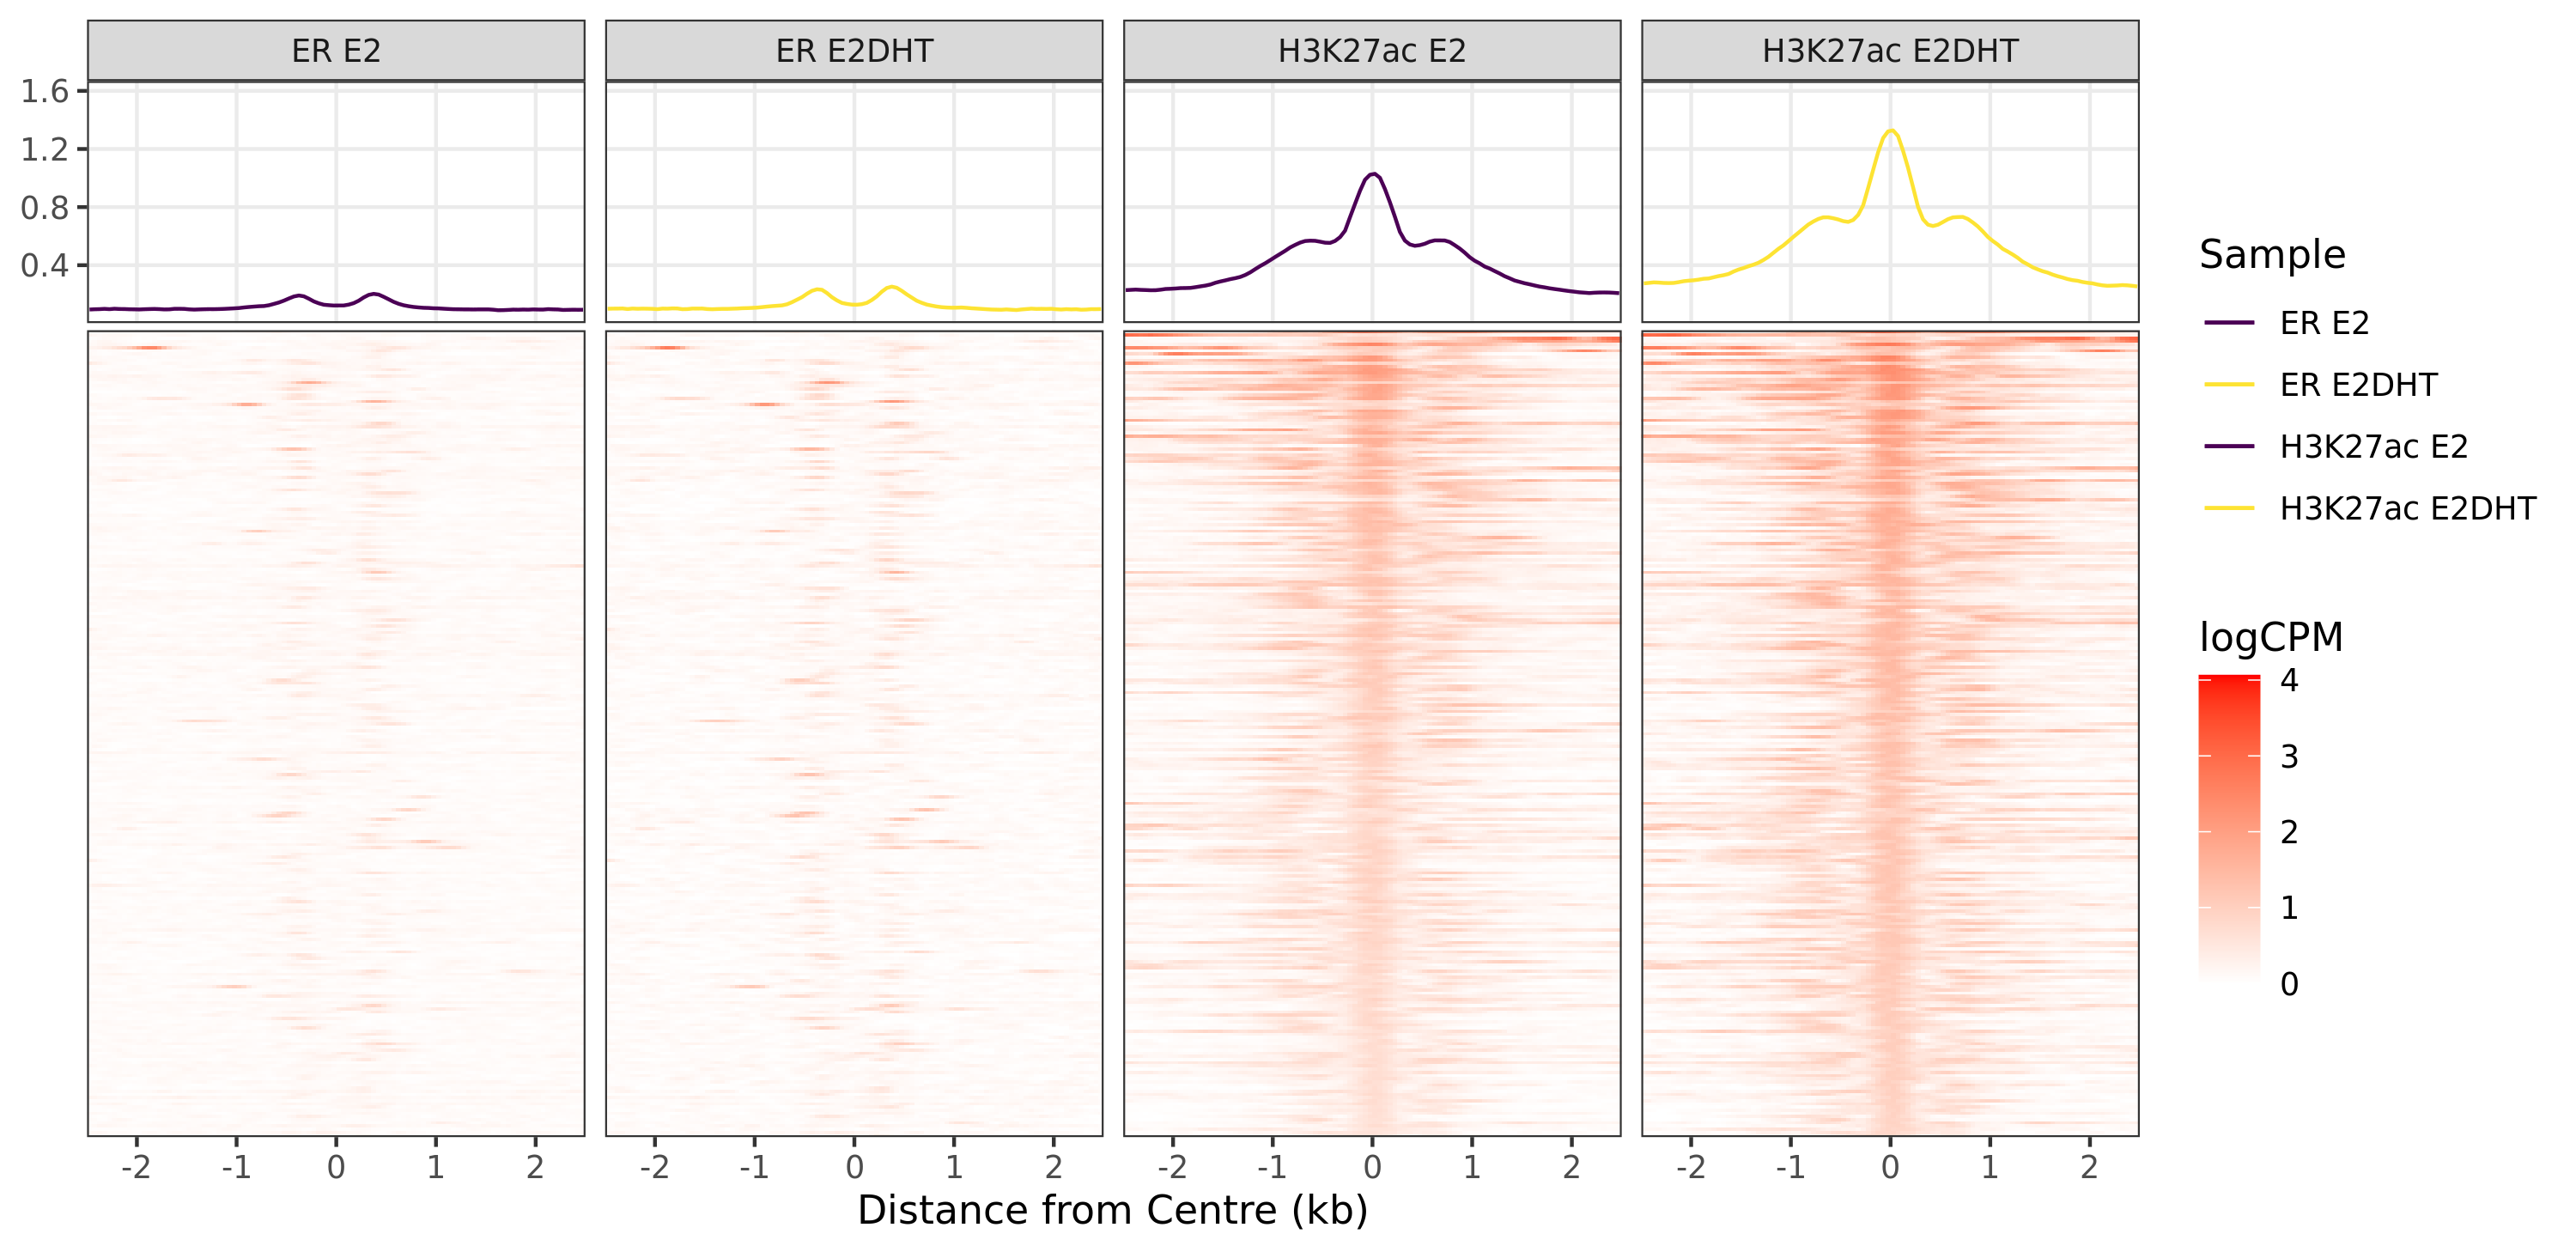 ER E2
ER E2DHT
H3K27ac E2
H3K27ac E2DHT
1.6
1.2
0.8
0.4
-2 -1 0 1 2
-2 -1 0 1 2
-2 -1 0 1 2
-2 -1 0 1 2
Distance from Centre (kb)
Sample
ER E2
ER E2DHT
H3K27ac E2
H3K27ac E2DHT
logCPM
4
3
2
1
0